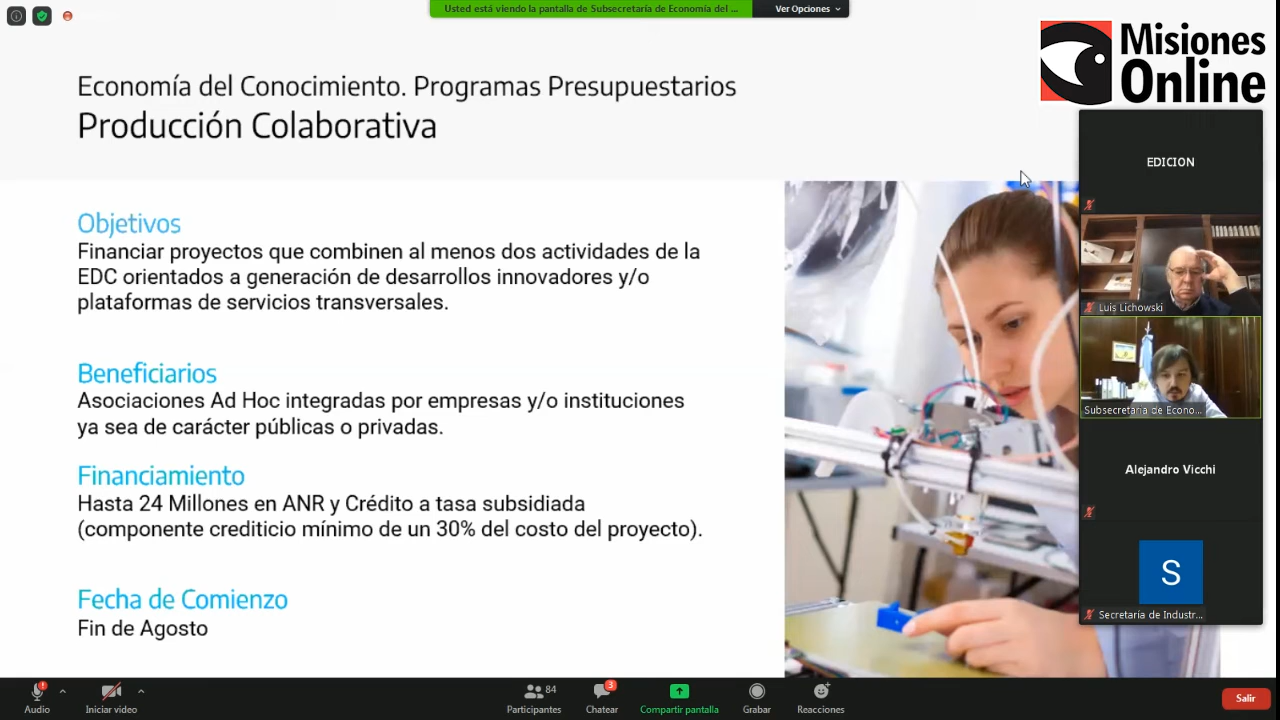 Usted está viendo la pantalla de Subsecretaría de Economía del ...
Ver Opciones
Misiones
Online
Economía del Conocimiento. Programas Presupuestarios
Producción Colaborativa
Objetivos
Financiar proyectos que combinen al menos dos actividades de la
EDC orientados a generación de desarrollos innovadores y/o
plataformas de servicios transversales.
Beneficiarios
Asociaciones Ad Hoc integradas por empresas y/o instituciones
ya sea de carácter públicas o privadas.
Financiamiento
Hasta 24 Millones en ANR y Crédito a tasa subsidiada
(componente crediticio mínimo de un 30% del costo del proyecto).
Fecha de Comienzo
Fin de Agosto
EDICION
Luis Lichowski
Subsecretaría de Econo...
Alejandro Vicchi
S
Secretaría de Industr...
Audio
Iniciar video
84
Participantes
3
Chatear
Compartir pantalla
Grabar
Reacciones
Salir